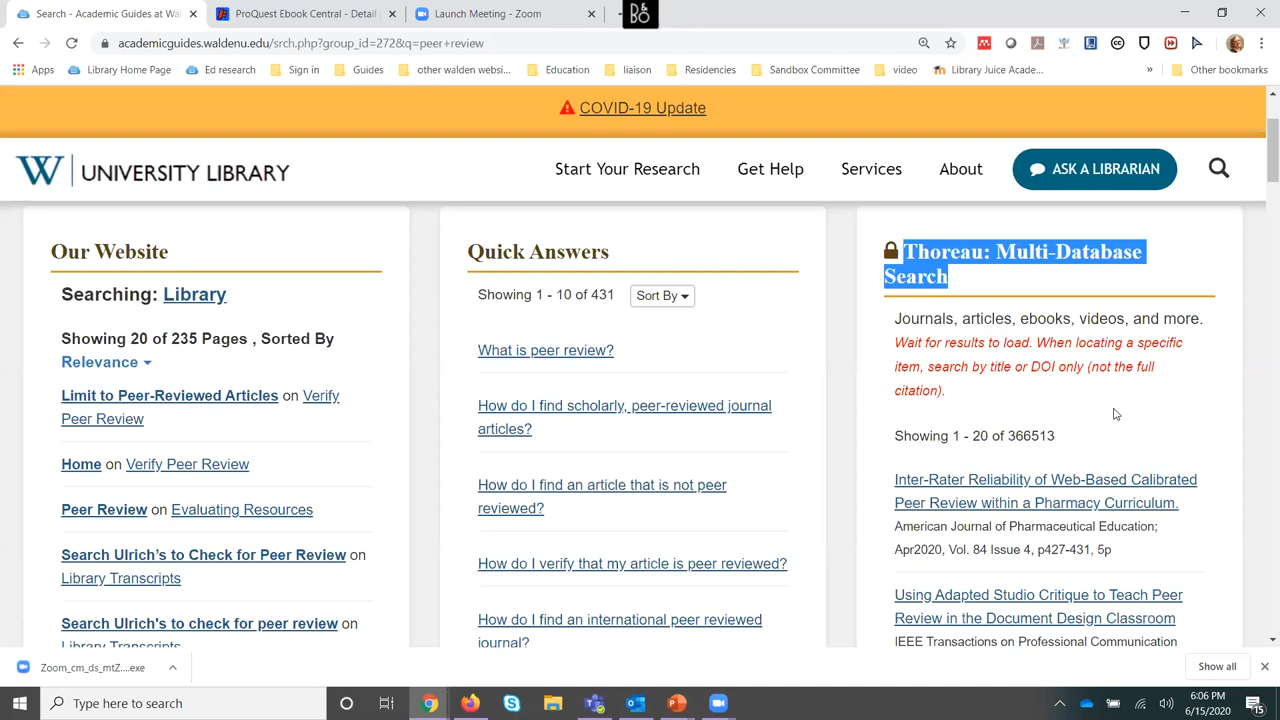 Search - Academic Guides at Wal
ProQuest Ebook Central - Detail
Launch Meeting - Zoom
B&O
academicguides.waldenu.edu/srch.php?group_id=272&q=peer+review
Apps
Library Home Page
Ed research
Sign in
Guides
other walden websi...
Education
liaison
Residencies
Sandbox Committee
video
Library Juice Acade...
»
Other bookmarks
COVID-19 Update
W UNIVERSITY LIBRARY
Start Your Research
Get Help
Services
About
ASK A LIBRARIAN
Our Website
Searching: Library
Showing 20 of 235 Pages , Sorted By
Relevance
Limit to Peer-Reviewed Articles on Verify
Peer Review
Home on Verify Peer Review
Peer Review on Evaluating Resources
Search Ulrich's to Check for Peer Review on
Library Transcripts
Search Ulrich's to check for peer review on
Library Transcripts
Quick Answers
Showing 1 - 10 of 431
Sort By
What is peer review?
How do I find scholarly, peer-reviewed journal
articles?
How do I find an article that is not peer
reviewed?
How do I verify that my article is peer reviewed?
How do I find an international peer reviewed
journal?
Thoreau: Multi-Database
Search
Journals, articles, ebooks, videos, and more.
Wait for results to load. When locating a specific
item, search by title or DOI only (not the full
citation).
Showing 1 - 20 of 366513
Inter-Rater Reliability of Web-Based Calibrated
Peer Review within a Pharmacy Curriculum.
American Journal of Pharmaceutical Education;
Apr2020, Vol. 84 Issue 4, p427-431, 5p
Using Adapted Studio Critique to Teach Peer
Review in the Document Design Classroom
IEEE Transactions on Professional Communication
Zoom_cm_ds_mtZ....exe
Show all
Type here to search
6:06 PM
6/15/2020
15